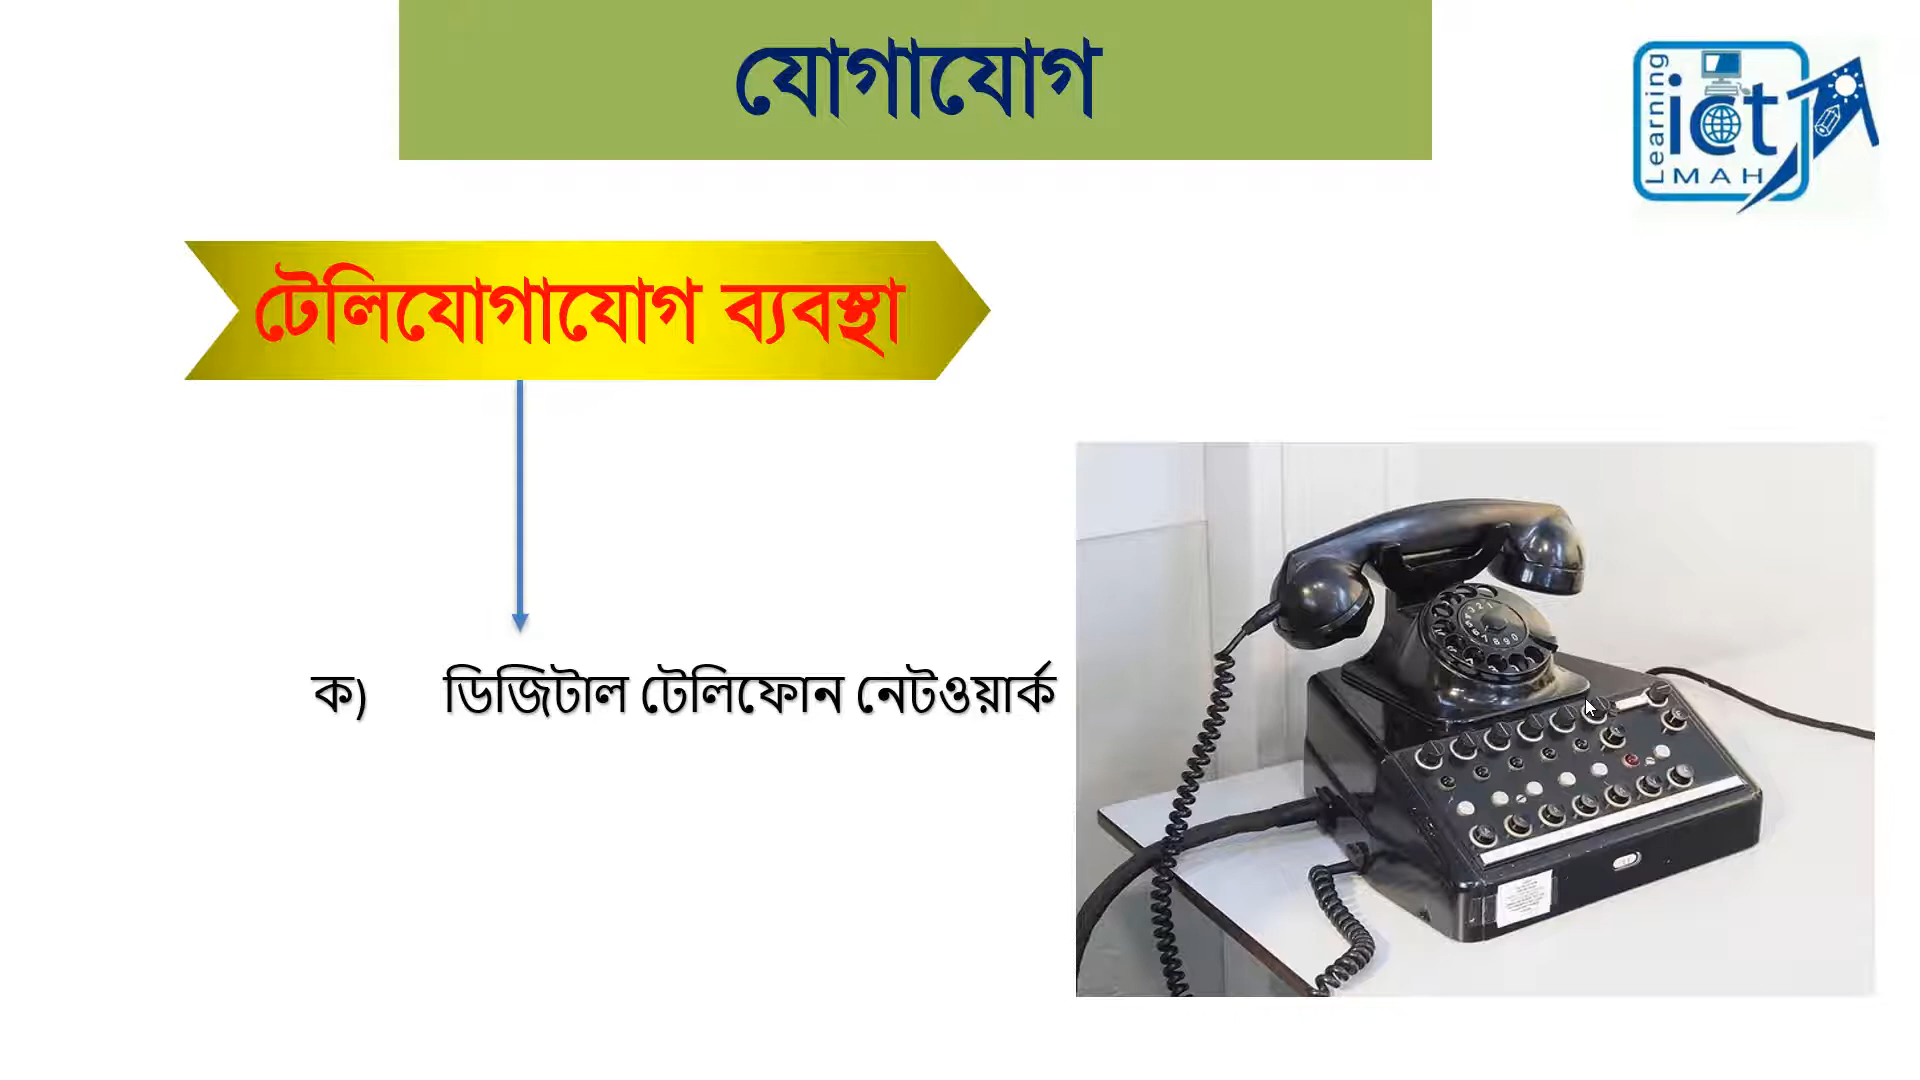 যোগাযোগ
Learning
ict
LMAH
টেলিযোগাযোগ ব্যবস্থা
ক) ডিজিটাল টেলিফোন নেটওয়ার্ক